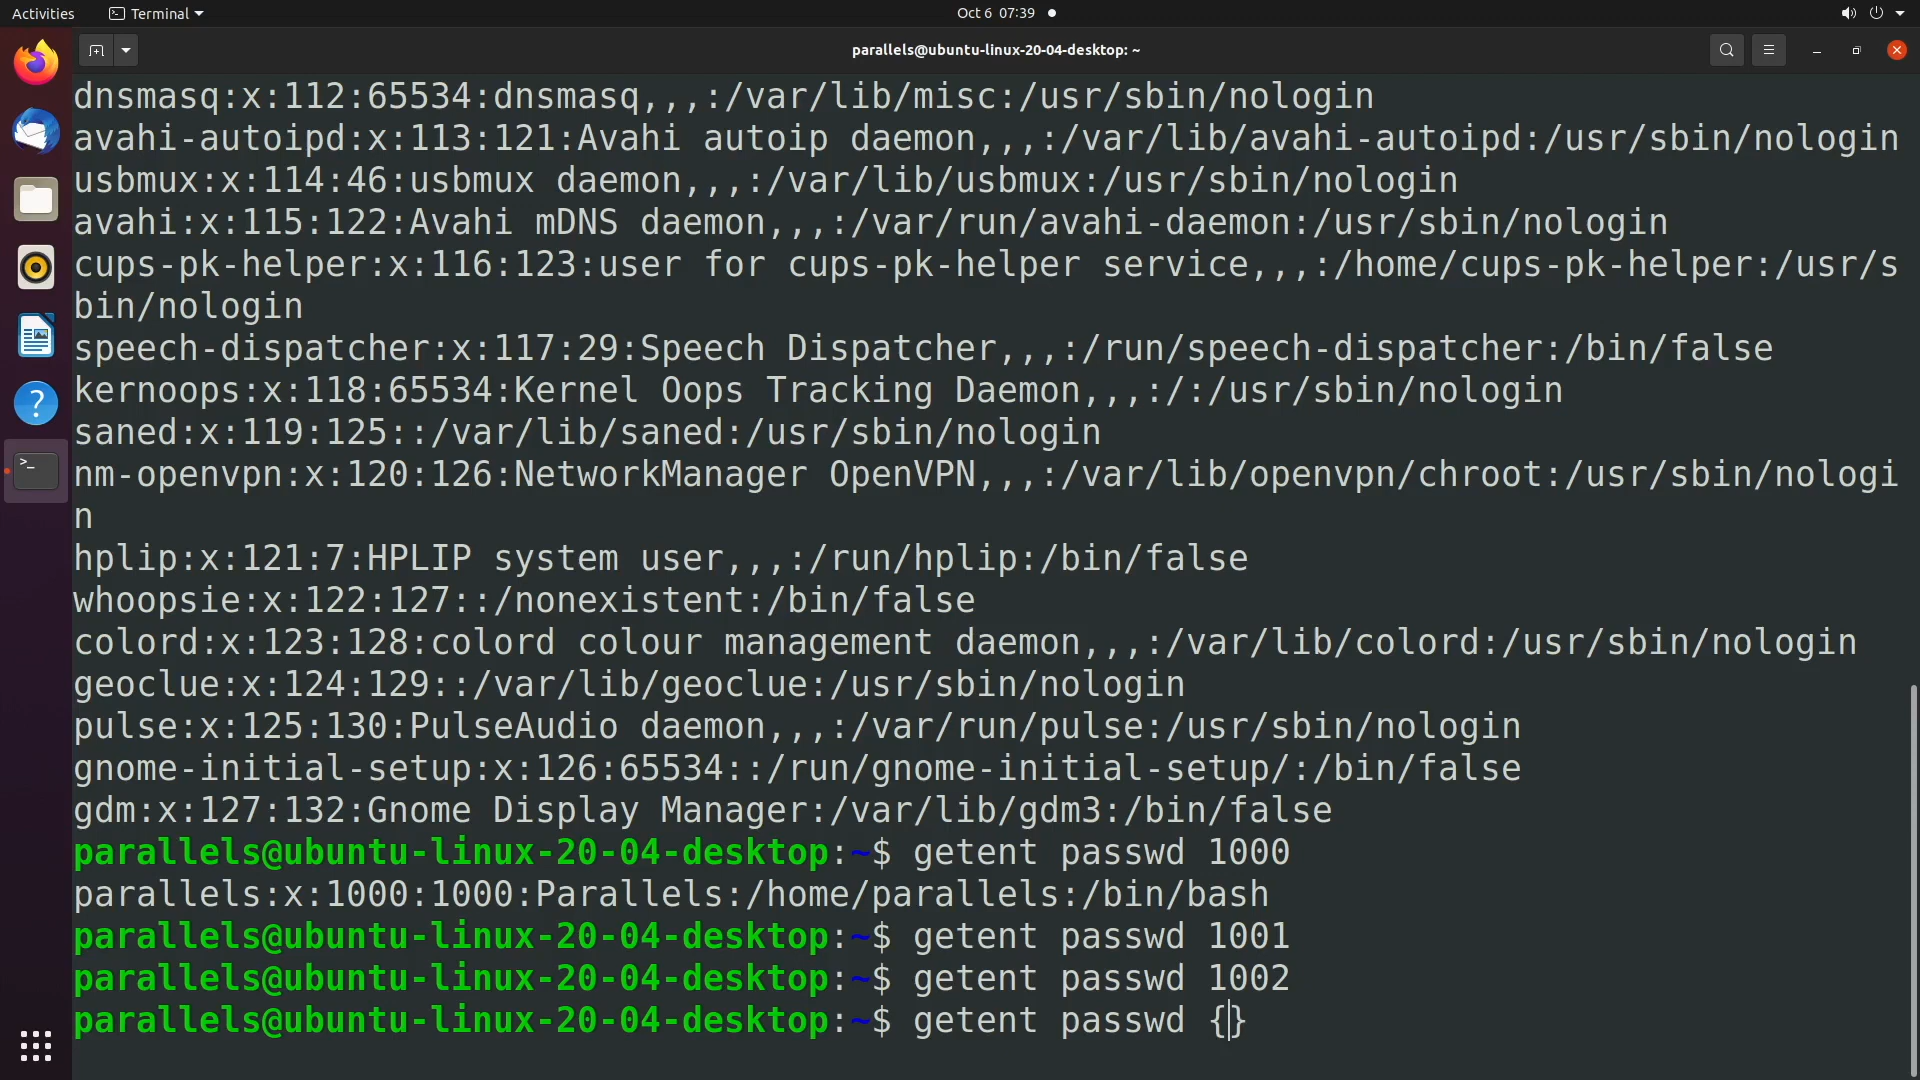 Activities
Terminal
Oct 6 07:39
parallels@ubuntu-linux-20-04-desktop: ~
dnsmasq:x:112:65534:dnsmasq,,,:/var/lib/misc:/usr/sbin/nologin
avahi-autoipd:x:113:121:Avahi autoip daemon,,,:/var/lib/avahi-autoipd:/usr/sbin/nologin
usbmux:x:114:46:usbmux daemon,,,:/var/lib/usbmux:/usr/sbin/nologin
avahi:x:115:122:Avahi mDNS daemon,,,:/var/run/avahi-daemon:/usr/sbin/nologin
cups-pk-helper:x:116:123:user for cups-pk-helper service,,,:/home/cups-pk-helper:/usr/s
bin/nologin
speech-dispatcher:x:117:29:Speech Dispatcher,,,:/run/speech-dispatcher:/bin/false
kernoops:x:118:65534:Kernel Oops Tracking Daemon,,,:/:/usr/sbin/nologin
saned:x:119:125::/var/lib/saned:/usr/sbin/nologin
nm-openvpn:x:120:126:NetworkManager OpenVPN,,,:/var/lib/openvpn/chroot:/usr/sbin/nologi
n
hplip:x:121:7:HPLIP system user,,,:/run/hplip:/bin/false
whoopsie:x:122:127::/nonexistent:/bin/false
colord:x:123:128:colord colour management daemon,,,:/var/lib/colord:/usr/sbin/nologin
geoclue:x:124:129::/var/lib/geoclue:/usr/sbin/nologin
pulse:x:125:130:PulseAudio daemon,,,:/var/run/pulse:/usr/sbin/nologin
gnome-initial-setup:x:126:65534::/run/gnome-initial-setup/:/bin/false
gdm:x:127:132:Gnome Display Manager:/var/lib/gdm3:/bin/false
parallels@ubuntu-linux-20-04-desktop:~$ getent passwd 1000
parallels:x:1000:1000:Parallels:/home/parallels:/bin/bash
parallels@ubuntu-linux-20-04-desktop:~$ getent passwd 1001
parallels@ubuntu-linux-20-04-desktop:~$ getent passwd 1002
parallels@ubuntu-linux-20-04-desktop:~$ getent passwd {}